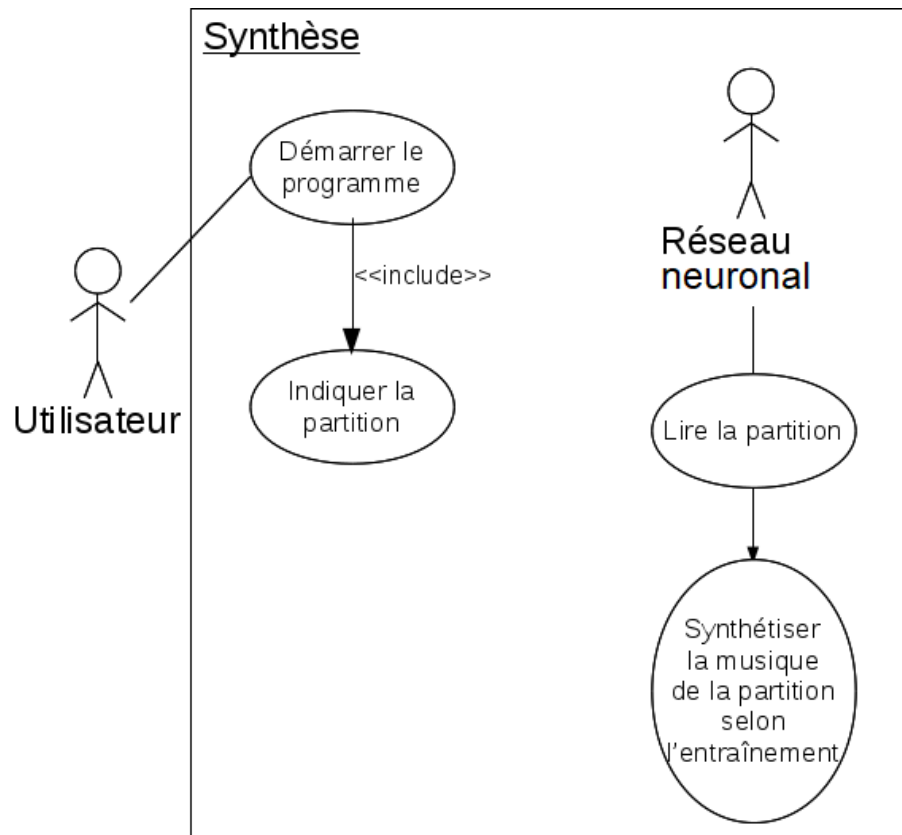 Synthèse
Démarrer le
programme
<<include>>
Indiquer la
partition
Utilisateur
Réseau
neuronal
Lire la partition
Synthétiser
la musique
de la partition
selon
l'entraînement